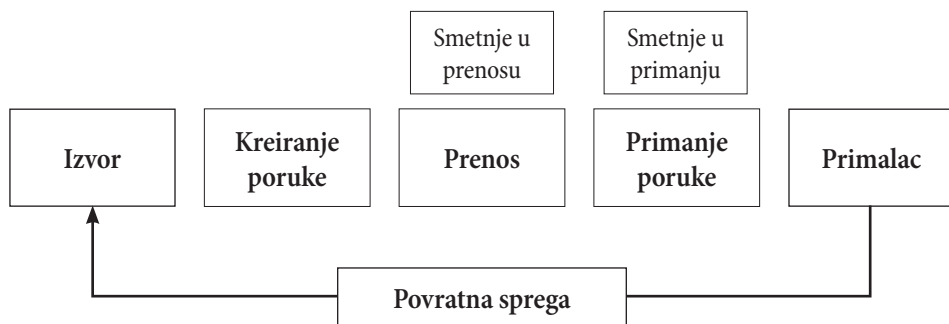 Smetnje u
prenosu
Smetnje u
primanju
Izvor
Kreiranje
poruke
Prenos
Primanje
poruke
Primalac
Povratna sprega